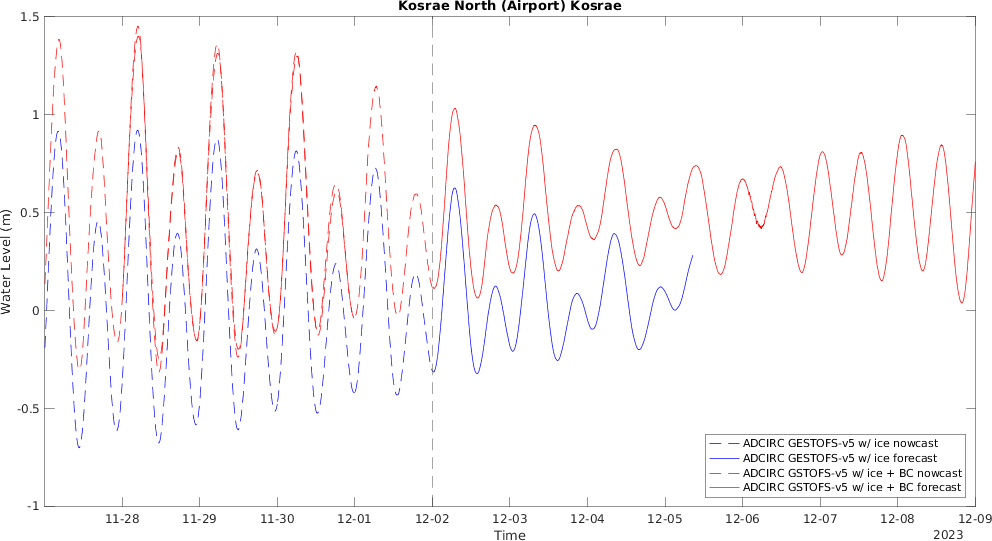 Kosrae North (Airport) Kosrae
Water Level (m)
1.5
1
0.5
0
-0.5
-1
ADCIRC GESTOFS-v5 w/ ice nowcast
ADCIRC GESTOFS-v5 w/ ice forecast
ADCIRC GSTOFS-v5 w/ ice + BC nowcast
ADCIRC GSTOFS-v5 w/ ice + BC forecast
11-28 11-29 11-30 12-01 12-02 12-03 12-04 12-05 12-06 12-07 12-08 12-09
Time
2023